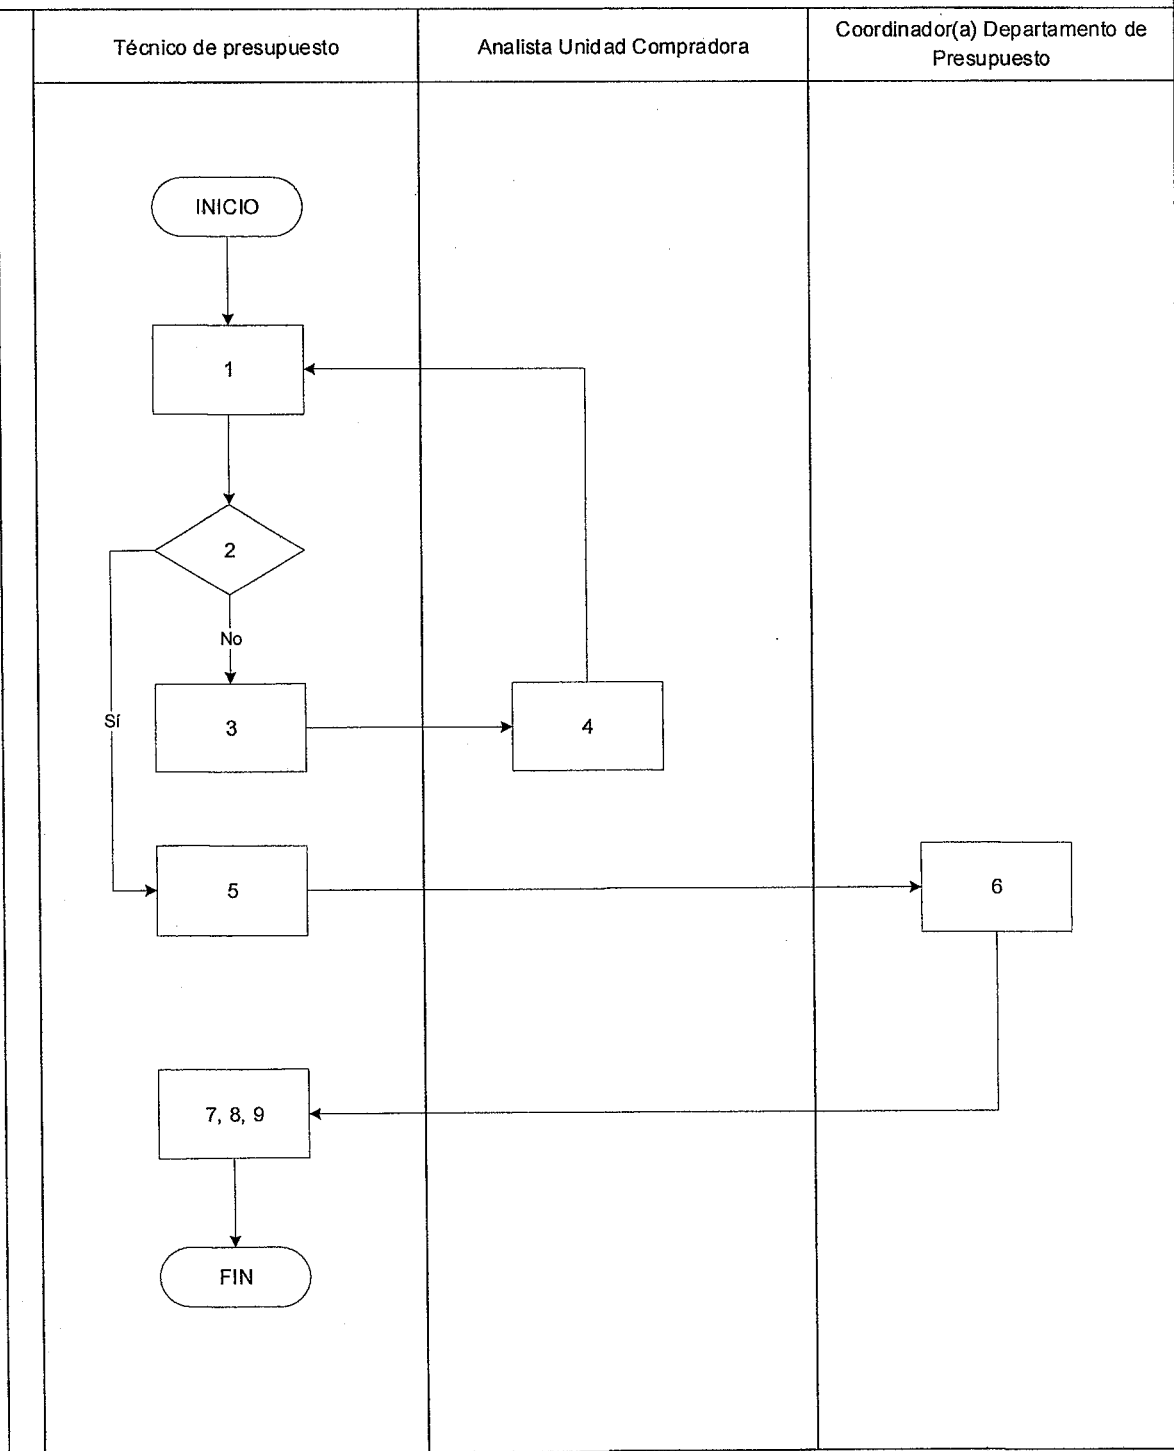 Técnico de presupuesto
Analista Unidad Compradora
Coordinador(a) Departamento de
Presupuesto
INICIO
1
2
No
Sí
3
4
5
6
7, 8, 9
FIN